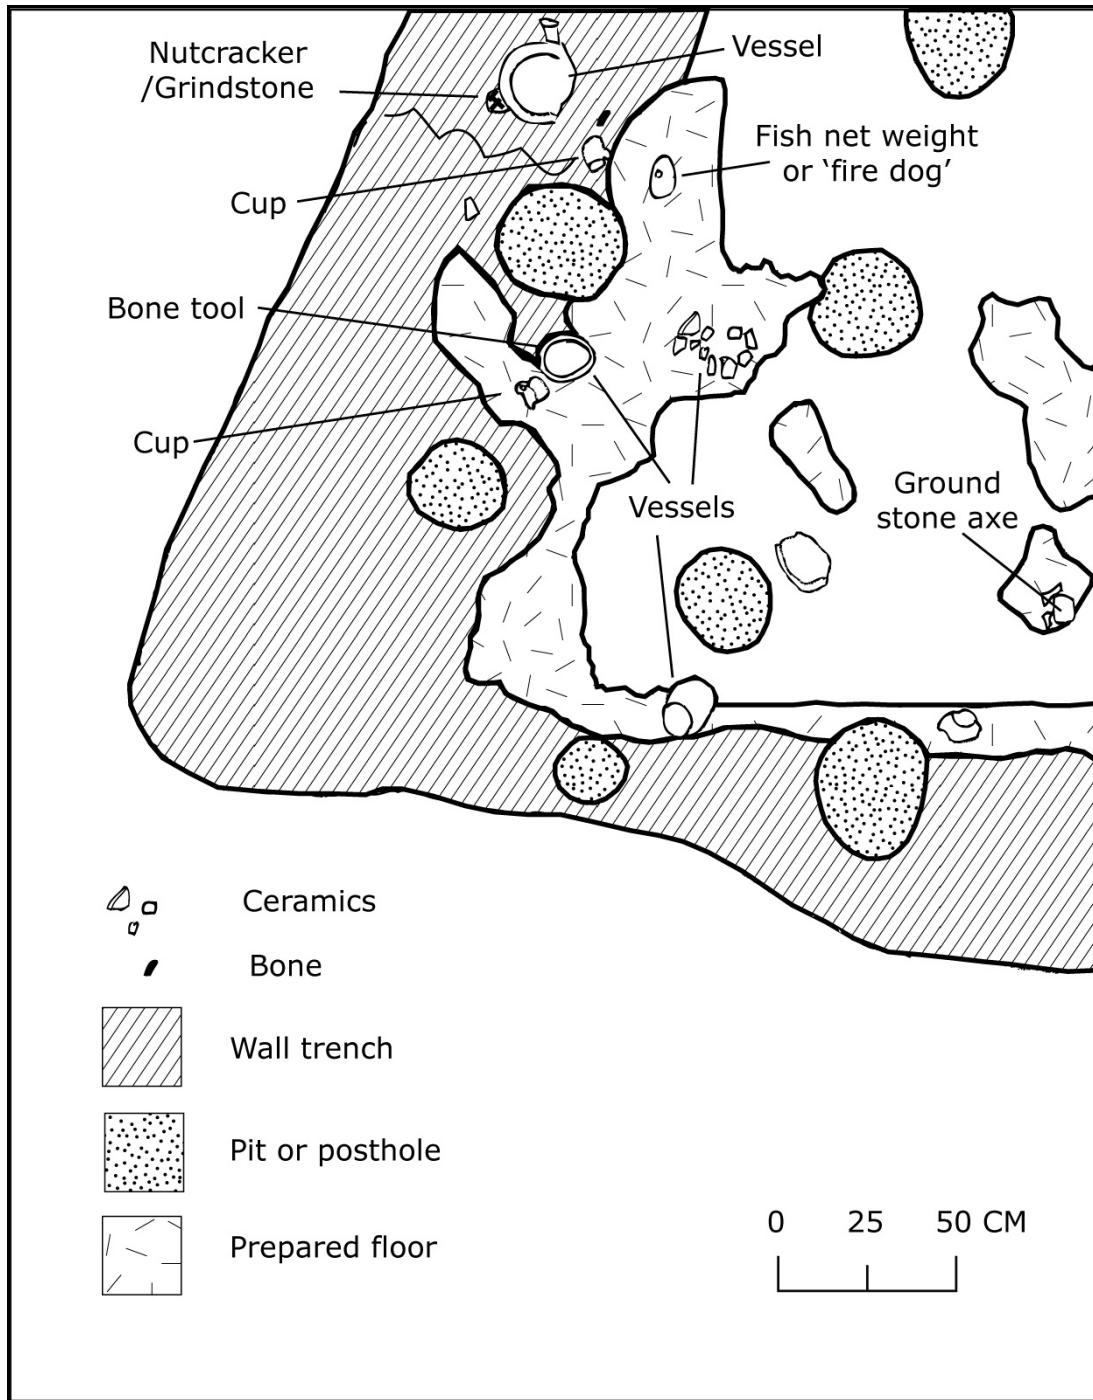 Nutcracker
/Grindstone
Vessel
Fish net weight
or ‘fire dog’
Cup
Bone tool
Cup
Vessels
Ground
stone axe
Ceramics
Bone
Wall trench
Pit or posthole
Prepared floor
0 25 50 CM